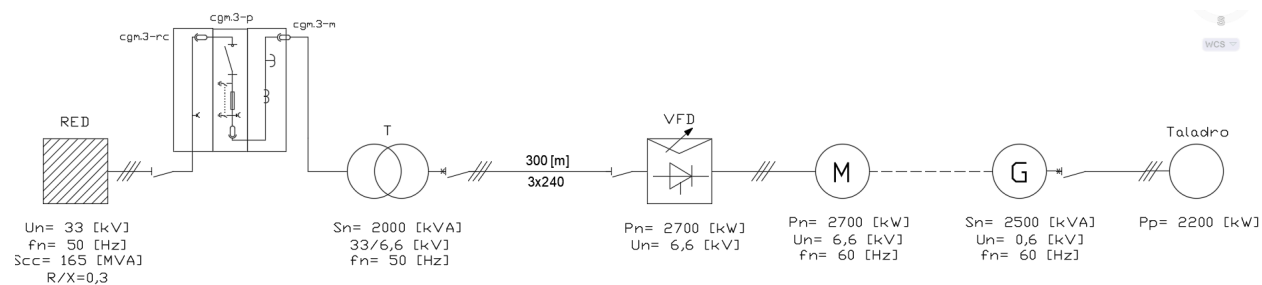 cgm.3-p
cgm.3-rc
cgm.3-m
S
WCS
RED
T
VFD
Taladro
300 [m]
3x240
M
G
Un= 33 [kV]
fn= 50 [Hz]
Scc= 165 [MVA]
R/X=0,3
Sn= 2000 [kVA]
33/6,6 [kV]
fn= 50 [Hz]
Pn= 2700 [kW]
Un= 6,6 [kV]
Pn= 2700 [kW]
Un= 6,6 [kV]
fn= 60 [Hz]
Sn= 2500 [kVA]
Un= 0,6 [kV]
fn= 60 [Hz]
Pp= 2200 [kW]